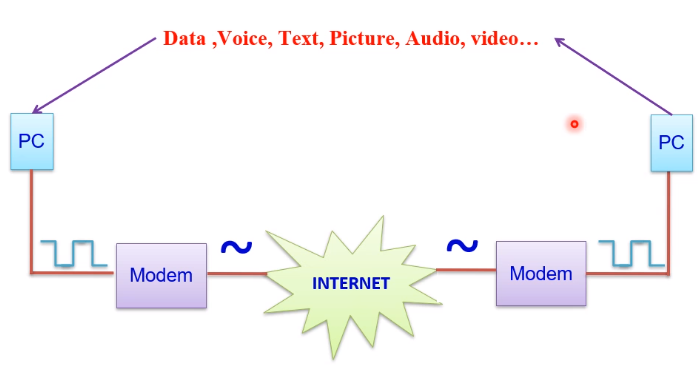 Data ,Voice, Text, Picture, Audio, video…
PC
PC
~
~
Modem
INTERNET
Modem